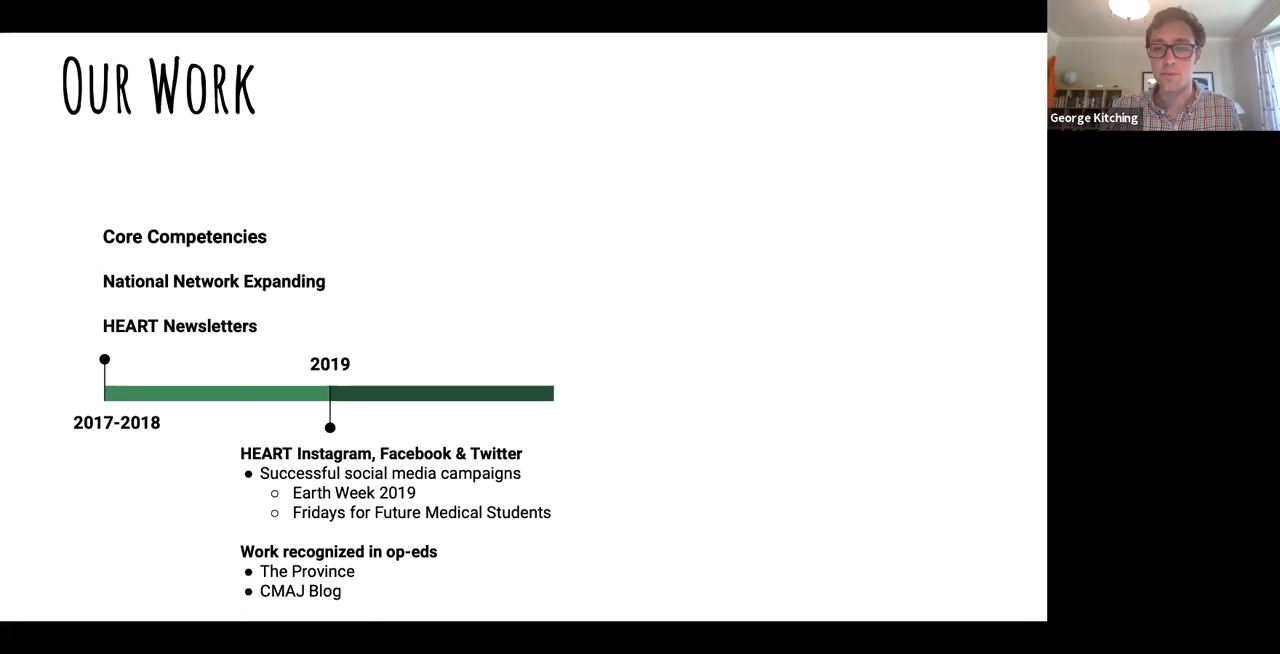 OUR WORK
George Kitching
Core Competencies
National Network Expanding
HEART Newsletters
2019
2017-2018
HEART Instagram, Facebook & Twitter
● Successful social media campaigns
○ Earth Week 2019
○ Fridays for Future Medical Students
Work recognized in op-eds
● The Province
● CMAJ Blog